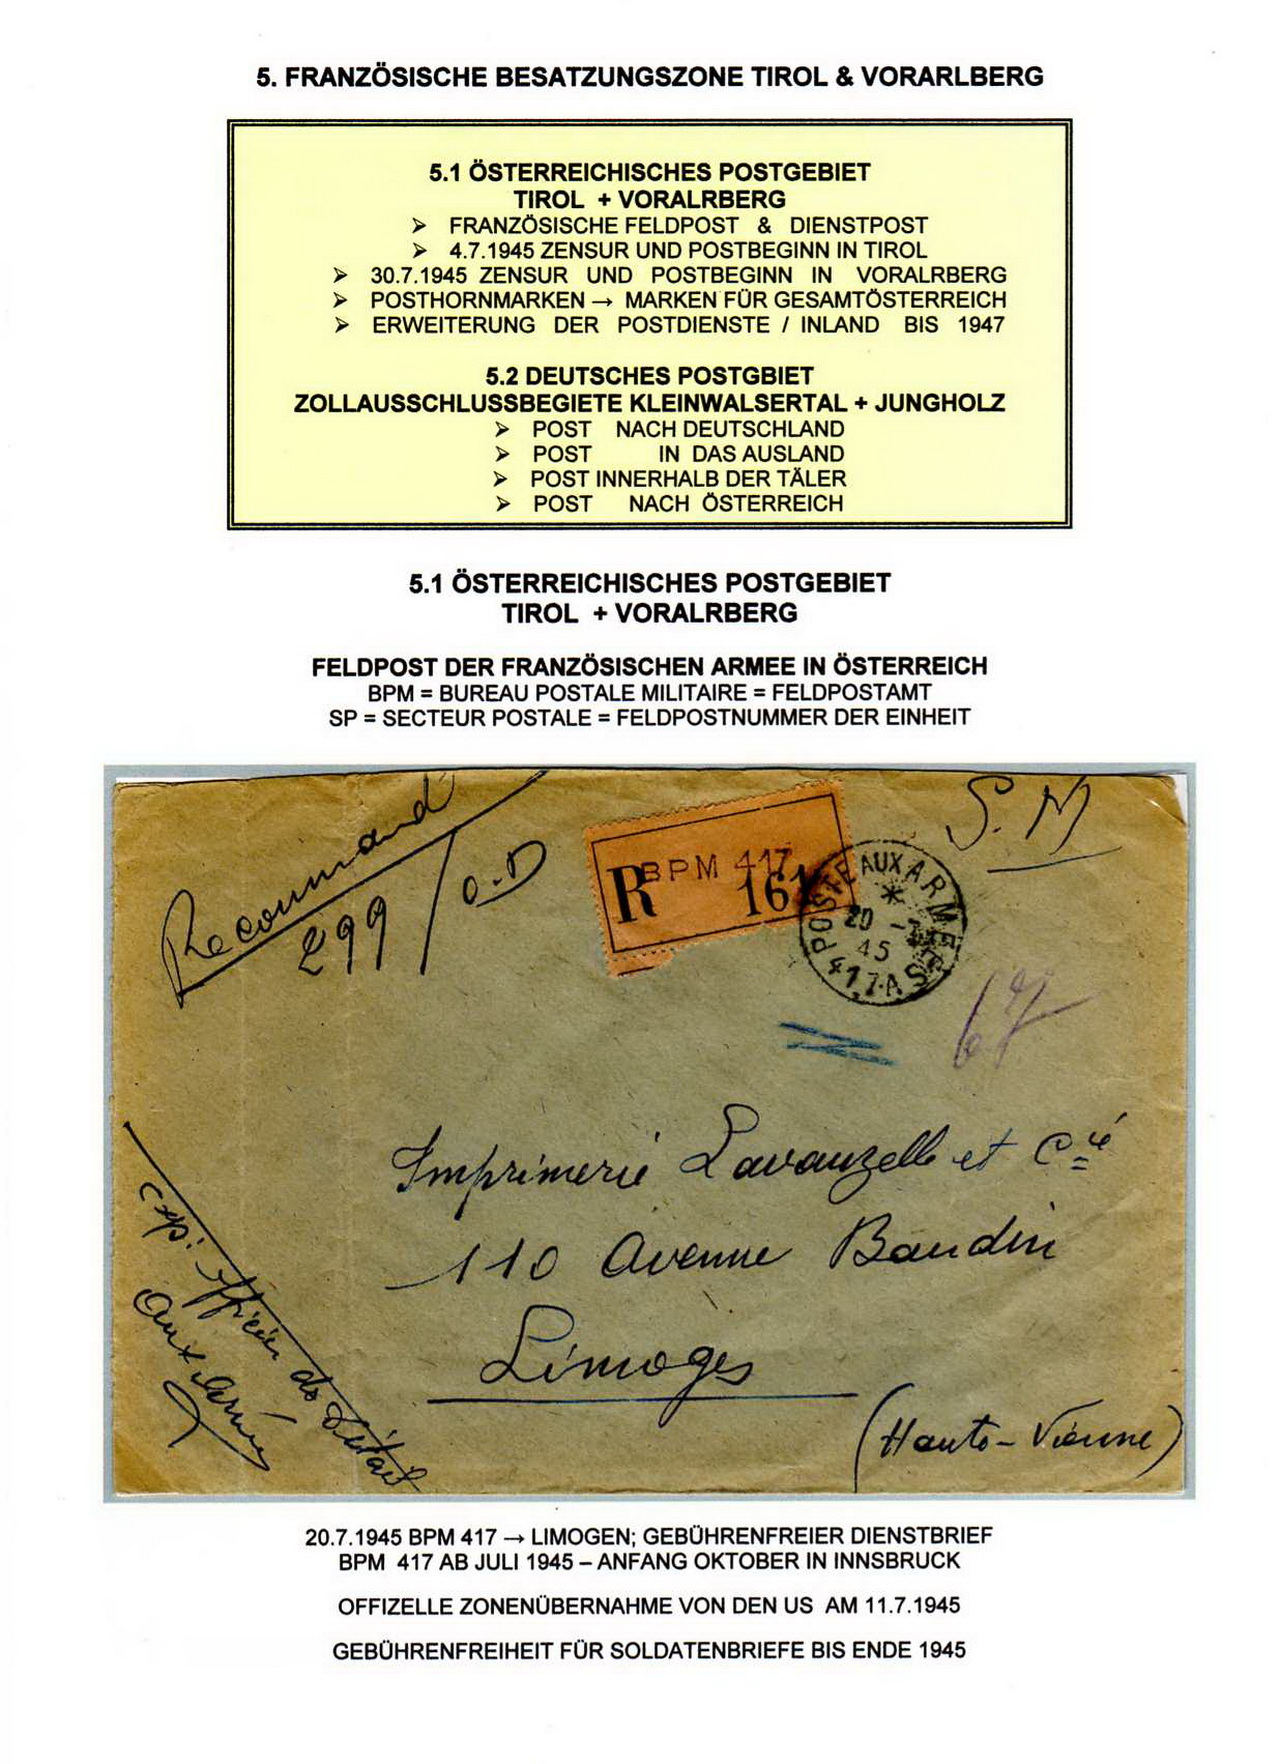 5. FRANZÖSISCHE BESATZUNGSZONE TIROL & VORARLBERG
5.1 ÖSTERREICHISCHES POSTGEBIET
TIROL + VORALRBERG
➢ FRANZÖSISCHE FELDPOST & DIENSTPOST
➢ 4.7.1945 ZENSUR UND POSTBEGINN IN TIROL
➢ 30.7.1945 ZENSUR UND POSTBEGINN IN VORALRBERG
➢ POSTHORNMARKEN → MARKEN FÜR GESAMTÖSTERREICH
➢ ERWEITERUNG DER POSTDIENSTE / INLAND BIS 1947
5.2 DEUTSCHES POSTGBIET
ZOLLAUSSCHLUSSBEGIETE KLEINWALSERTAL + JUNGHOLZ
➢ POST NACH DEUTSCHLAND
➢ POST IN DAS AUSLAND
➢ POST INNERHALB DER TÄLER
➢ POST NACH ÖSTERREICH
5.1 ÖSTERREICHISCHES POSTGEBIET
TIROL + VORALRBERG
FELDPOST DER FRANZÖSISCHEN ARMEE IN ÖSTERREICH
BPM = BUREAU POSTALE MILITAIRE = FELDPOSTAMT
SP = SECTEUR POSTALE = FELDPOSTNUMMER DER EINHEIT
Recommandé
299/O.D
R BPM 417
161
POSTE AUX ARMEES
20 -7
45
417.A
S.M
67
Imprimerie Lavauzelle et Cie
110 Avenue Baudin
Limoges
(Haute-Vienne)
exp: Officier de Détail
20.7.1945 BPM 417 → LIMOGEN; GEBÜHRENFREIER DIENSTBRIEF
BPM 417 AB JULI 1945 – ANFANG OKTOBER IN INNSBRUCK
OFFIZELLE ZONENÜBERNAHME VON DEN US AM 11.7.1945
GEBÜHRENFREIHEIT FÜR SOLDATENBRIEFE BIS ENDE 1945